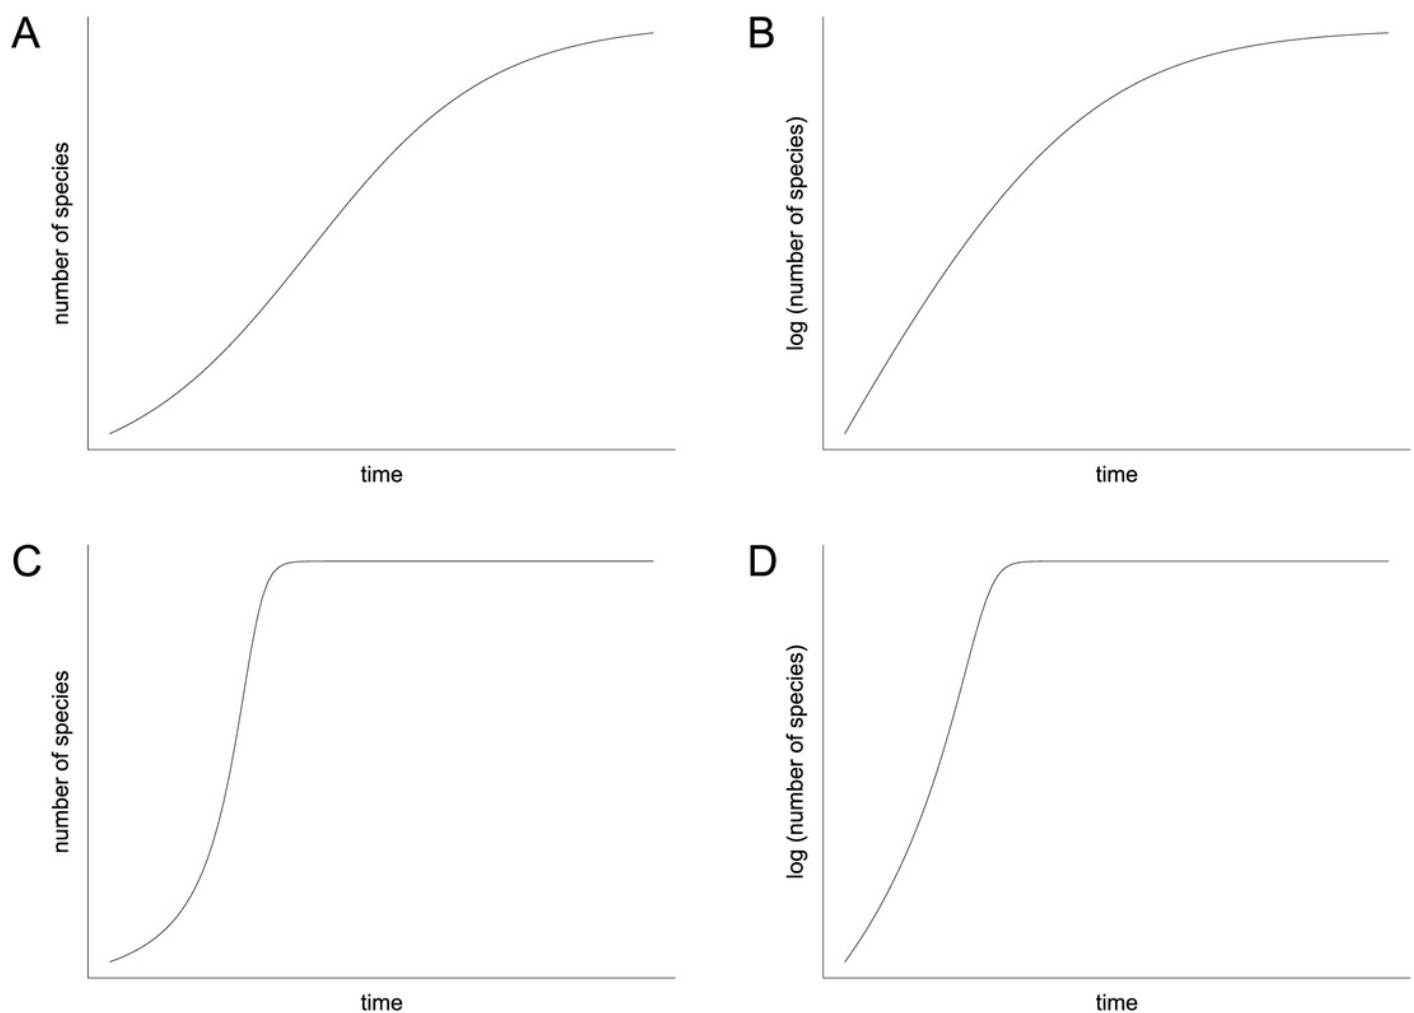 A
number of species
time
B
log (number of species)
time
C
number of species
time
D
log (number of species)
time